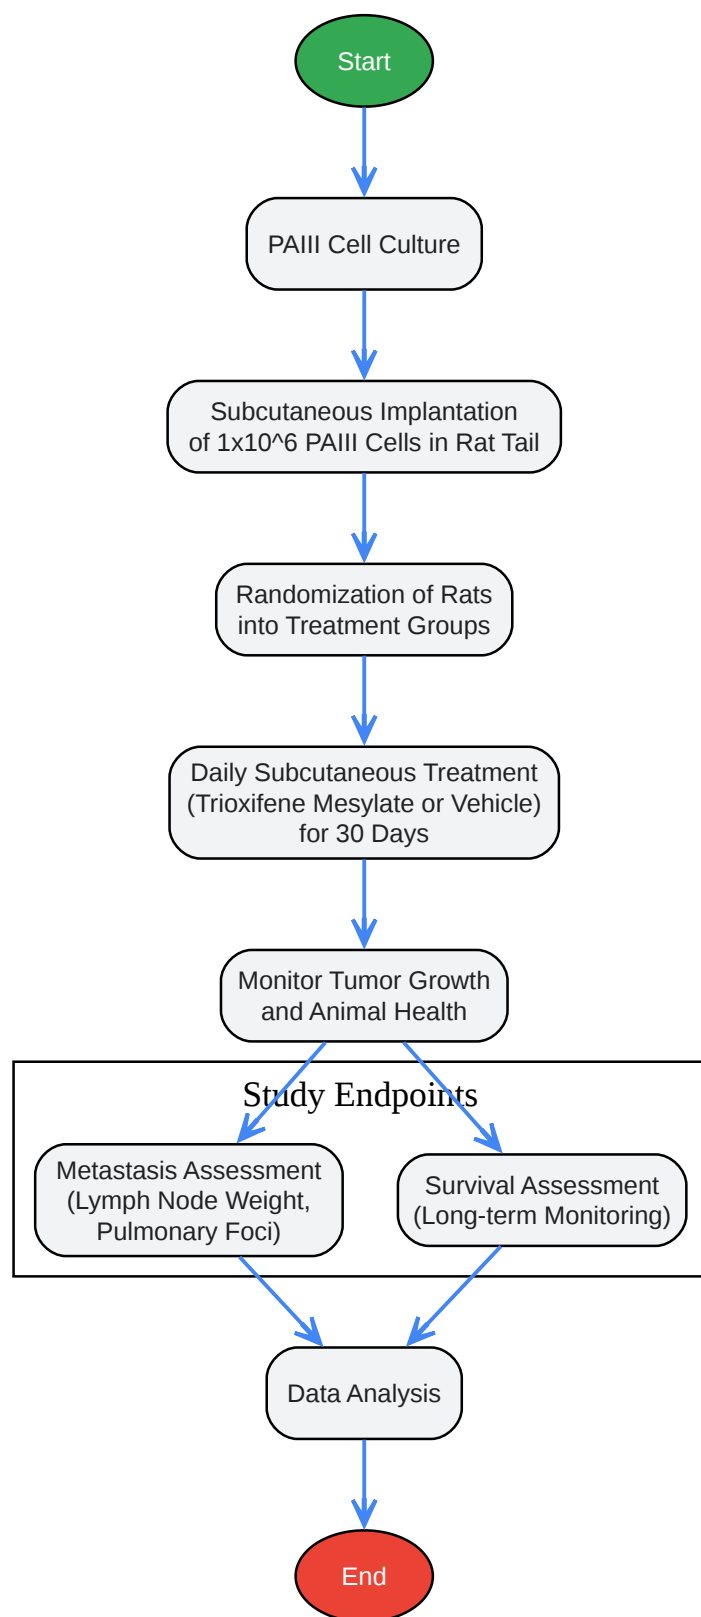 Start
PAIII Cell Culture
Subcutaneous Implantation
of 1x10^6 PAIII Cells in Rat Tail
Randomization of Rats
into Treatment Groups
Daily Subcutaneous Treatment
(Trioxifene Mesylate or Vehicle)
for 30 Days
Monitor Tumor Growth
and Animal Health
Study Endpoints
Metastasis Assessment
(Lymph Node Weight,
Pulmonary Foci)
Survival Assessment
(Long-term Monitoring)
Data Analysis
End